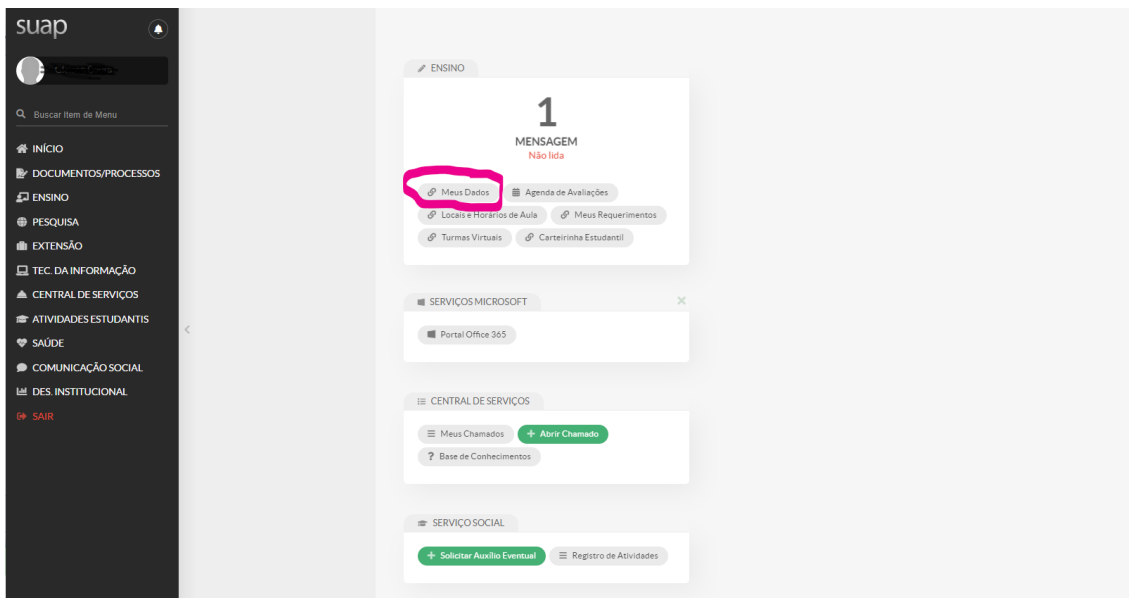 suap
Buscar Item de Menu
INÍCIO
DOCUMENTOS/PROCESSOS
ENSINO
PESQUISA
EXTENSÃO
TEC. DA INFORMAÇÃO
CENTRAL DE SERVIÇOS
ATIVIDADES ESTUDANTIS
SAÚDE
COMUNICAÇÃO SOCIAL
DES. INSTITUCIONAL
SAIR
ENSINO
1
MENSAGEM
Não lida
Meus Dados Agenda de Avaliações
Locais e Horários de Aula Meus Requerimentos
Turmas Virtuais Carteirinha Estudantil
SERVIÇOS MICROSOFT
Portal Office 365
CENTRAL DE SERVIÇOS
Meus Chamados + Abrir Chamado
? Base de Conhecimentos
SERVIÇO SOCIAL
+ Solicitar Auxílio Eventual Registro de Atividades